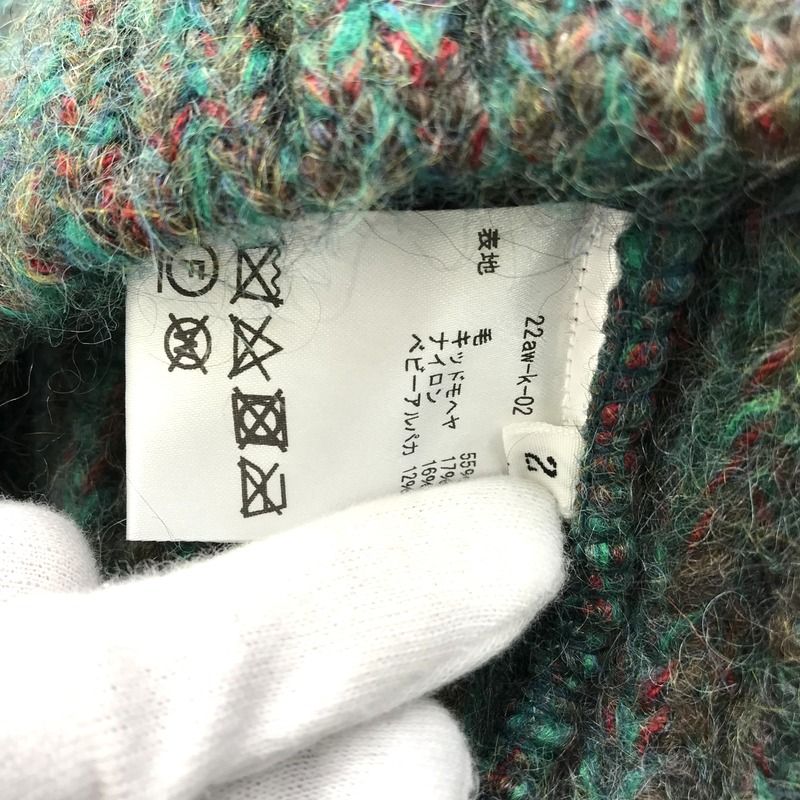 22aw-k-02
表地
毛 55%
キッドモヘヤ 17%
ナイロン 16%
ベビーアルパカ 12%
F
W
2